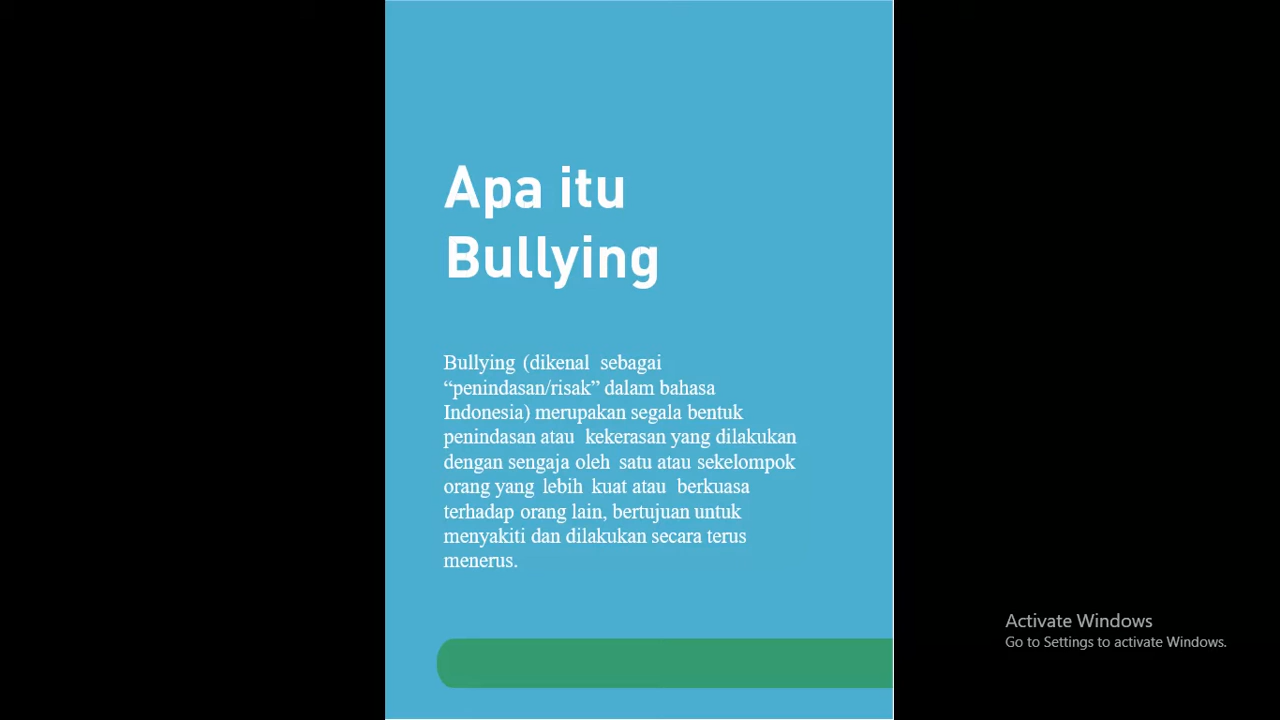 Apa itu
Bullying
Bullying (dikenal sebagai
“penindasan/risak” dalam bahasa
Indonesia) merupakan segala bentuk
penindasan atau kekerasan yang dilakukan
dengan sengaja oleh satu atau sekelompok
orang yang lebih kuat atau berkuasa
terhadap orang lain, bertujuan untuk
menyakiti dan dilakukan secara terus
menerus.
Activate Windows
Go to Settings to activate Windows.